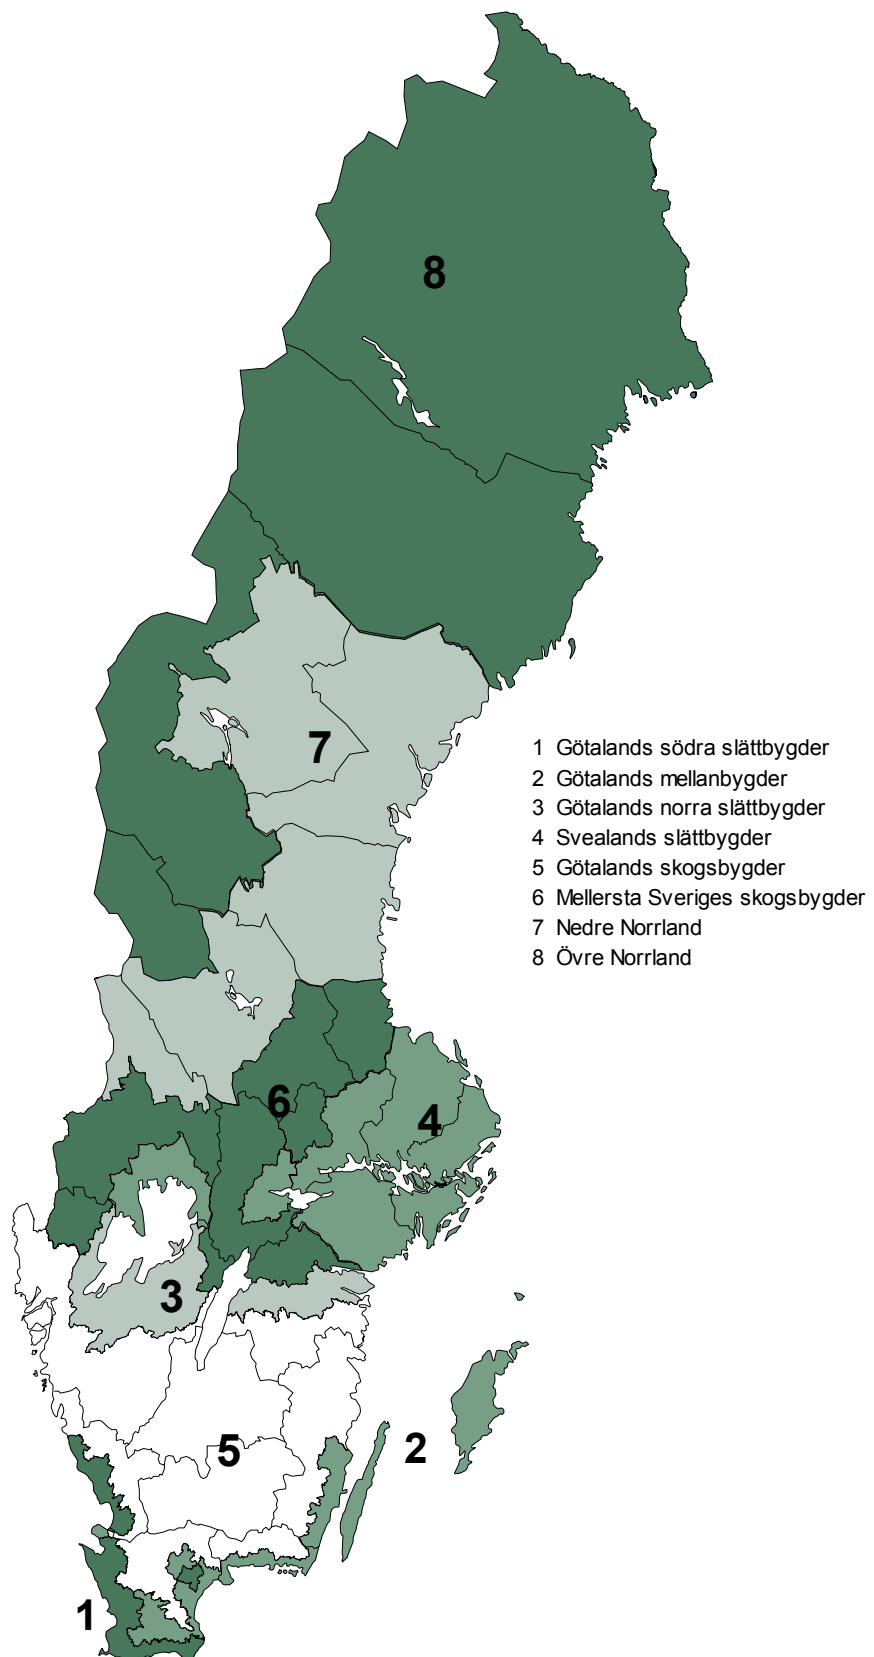 8
7
1 Götalands södra slättbygder
2 Götalands mellanbygder
3 Götalands norra slättbygder
4 Svealands slättbygder
5 Götalands skogsbygder
6 Mellersta Sveriges skogsbygder
7 Nedre Norrland
8 Övre Norrland
6
4
3
2
5
1